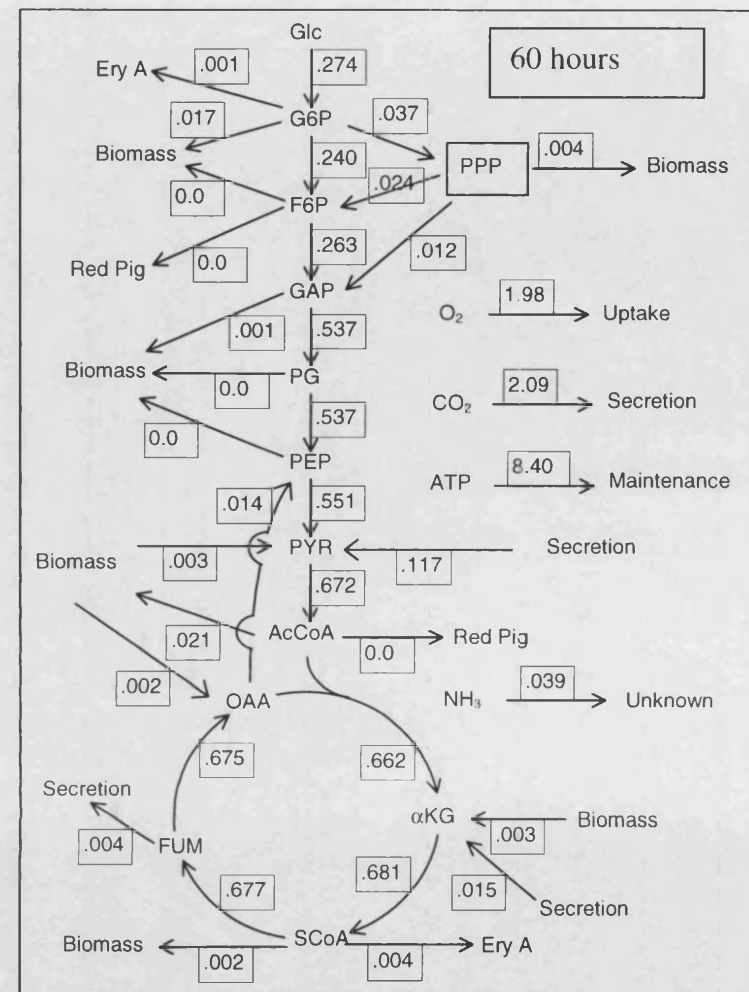 Glc
60 hours
Ery A
.001
.274
.017
G6P
.037
Biomass
.240
PPP
.004
Biomass
0.0
.024
F6P
Red Pig
0.0
.263
.012
GAP
O₂
1.98
Uptake
.001
.537
Biomass
0.0
PG
CO₂
2.09
Secretion
0.0
.537
PEP
ATP
8.40
Maintenance
.014
.551
Biomass
.003
PYR
.117
Secretion
.672
.021
AcCoA
0.0
Red Pig
.002
OAA
NH₃
.039
Unknown
.675
.662
Secretion
.004
FUM
αKG
.003
Biomass
.677
.681
.015
Secretion
Biomass
.002
SCoA
.004
Ery A